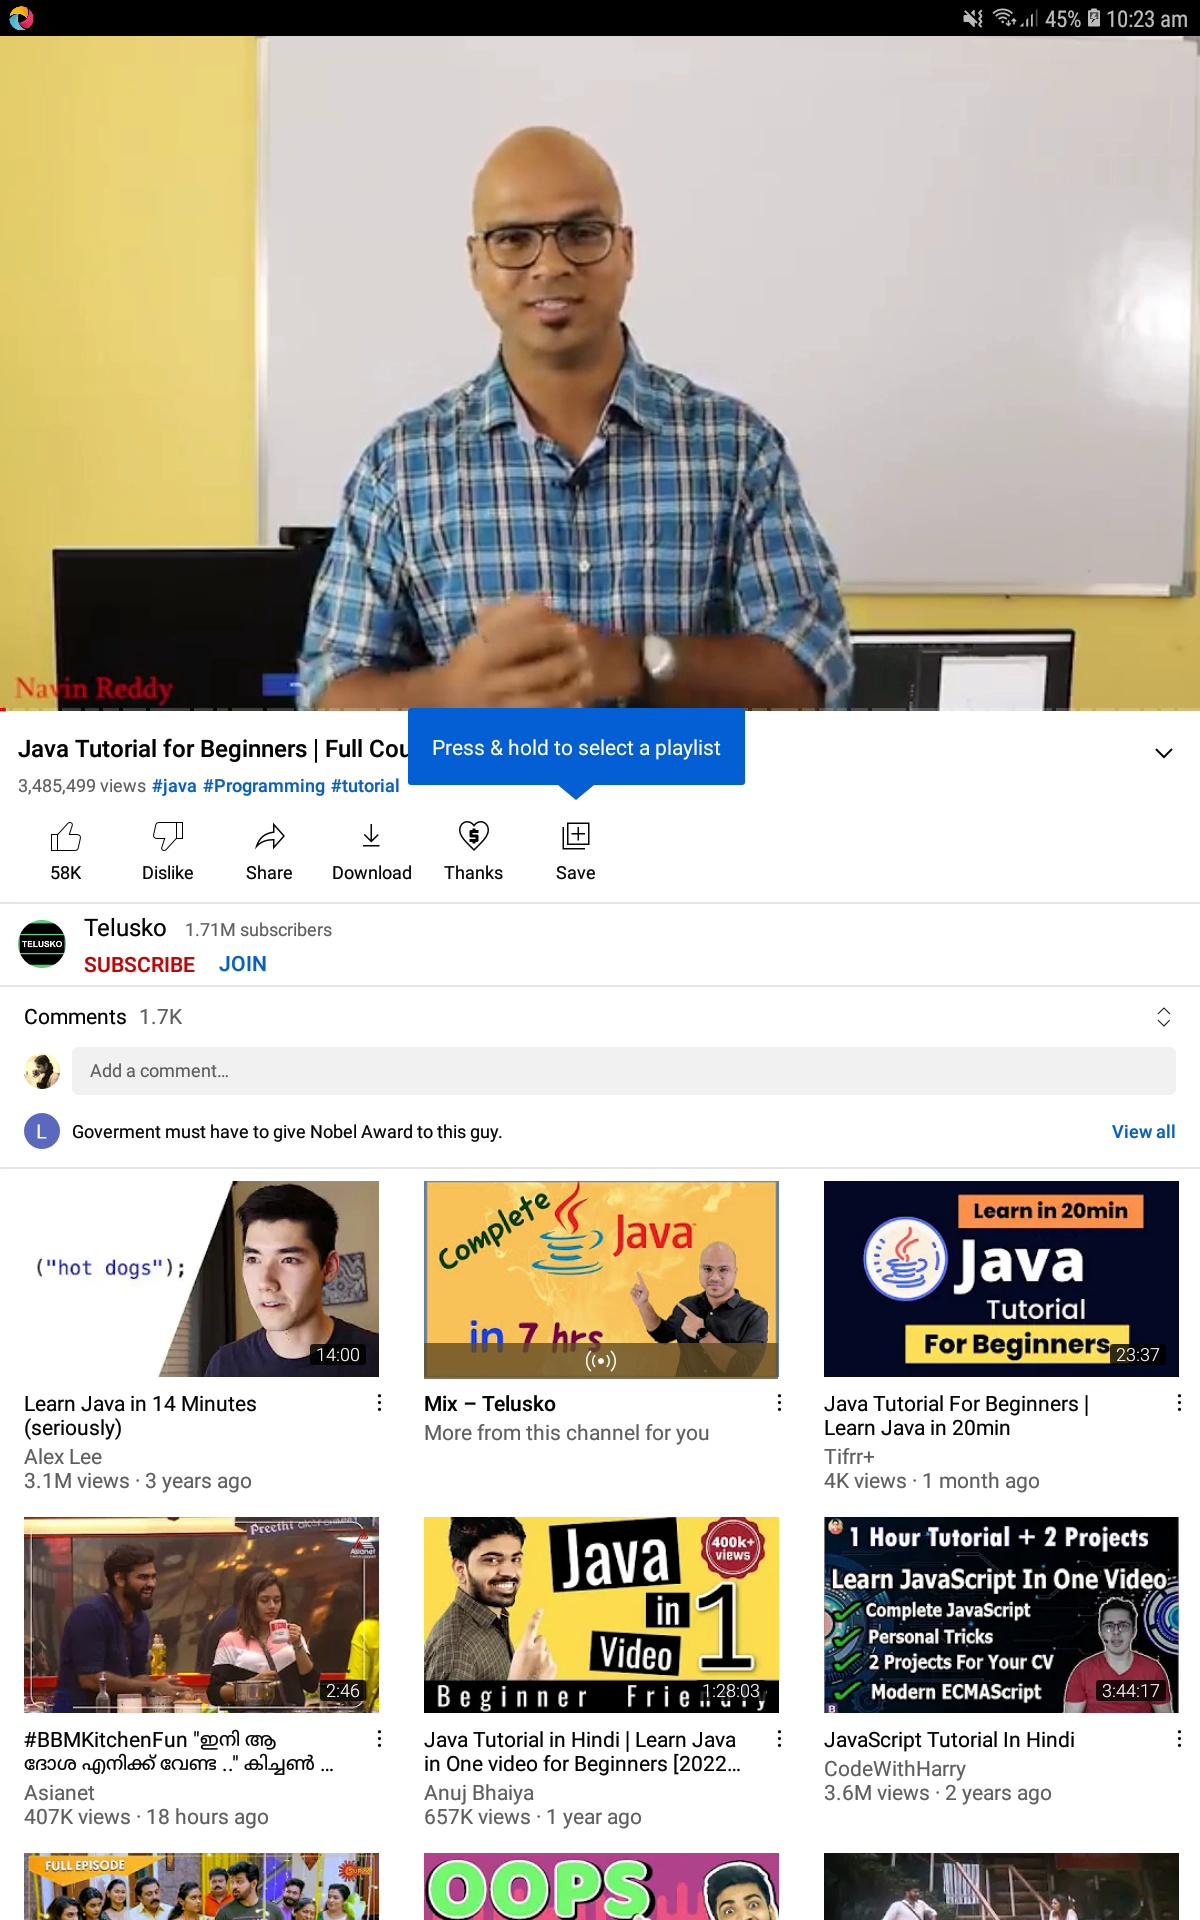 45% 10:23 am
Navin Reddy
Java Tutorial for Beginners | Full Cou
Press & hold to select a playlist
3,485,499 views #java #Programming #tutorial
58K Dislike Share Download Thanks Save
TELUSKO
Telusko 1.71M subscribers
SUBSCRIBE JOIN
Comments 1.7K
Add a comment...
L Goverment must have to give Nobel Award to this guy. View all
("hot dogs");
14:00
Complete Java
in 7 hrs
Learn in 20min
Java
Tutorial
For Beginners
23:37
Learn Java in 14 Minutes
(seriously)
Alex Lee
3.1M views · 3 years ago
Mix – Telusko
More from this channel for you
Java Tutorial For Beginners |
Learn Java in 20min
Tifrr+
4K views · 1 month ago
Preethi
Asianet
2:46
Java
in 1
Video
400k+
views
Beginner Friendly
1:28:03
1 Hour Tutorial + 2 Projects
Learn JavaScript In One Video
Complete JavaScript
Personal Tricks
2 Projects For Your CV
Modern ECMAScript
B
3:44:17
#BBMKitchenFun "ഇനി ആ
ദോശ എനിക്ക് വേണ്ട .." കിച്ചൺ ...
Asianet
407K views · 18 hours ago
Java Tutorial in Hindi | Learn Java
in One video for Beginners [2022...
Anuj Bhaiya
657K views · 1 year ago
JavaScript Tutorial In Hindi
CodeWithHarry
3.6M views · 2 years ago
FULL EPISODE
OOPS